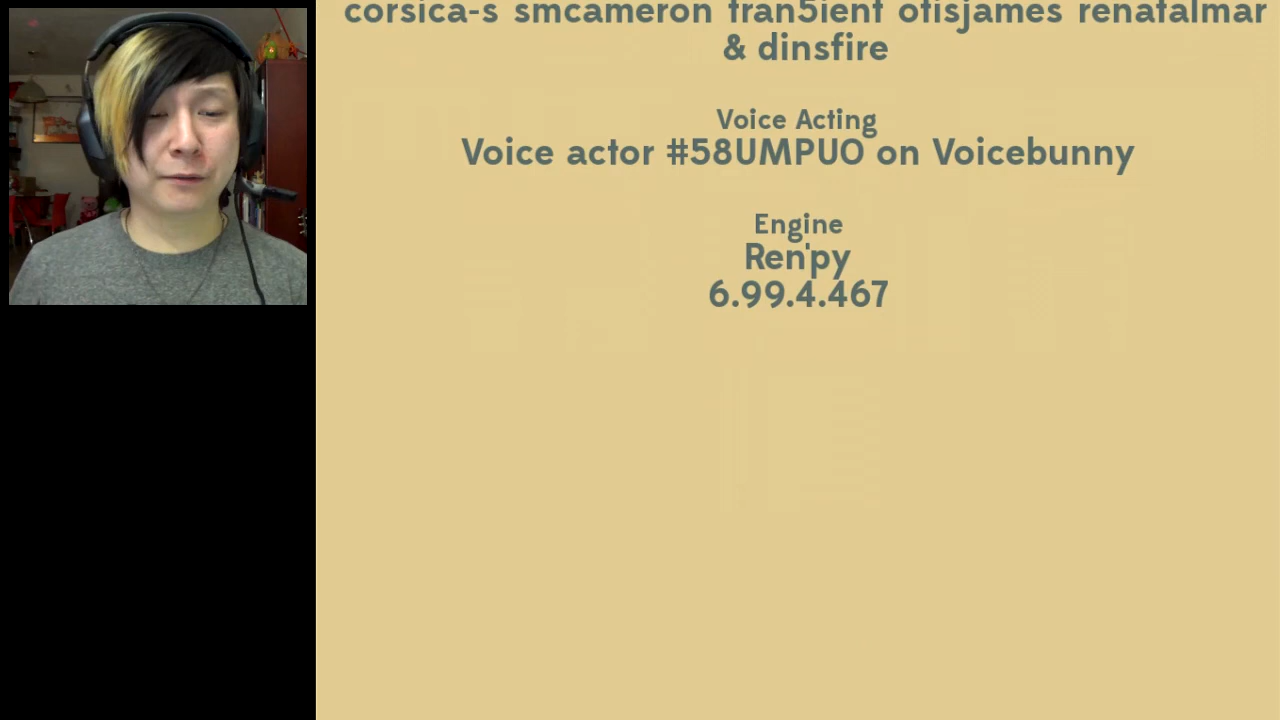 corsica-s smcameron tran5ient otisjames renatalmar
& dinsfire
Voice Acting
Voice actor #58UMPUO on Voicebunny
Engine
Ren'py
6.99.4.467